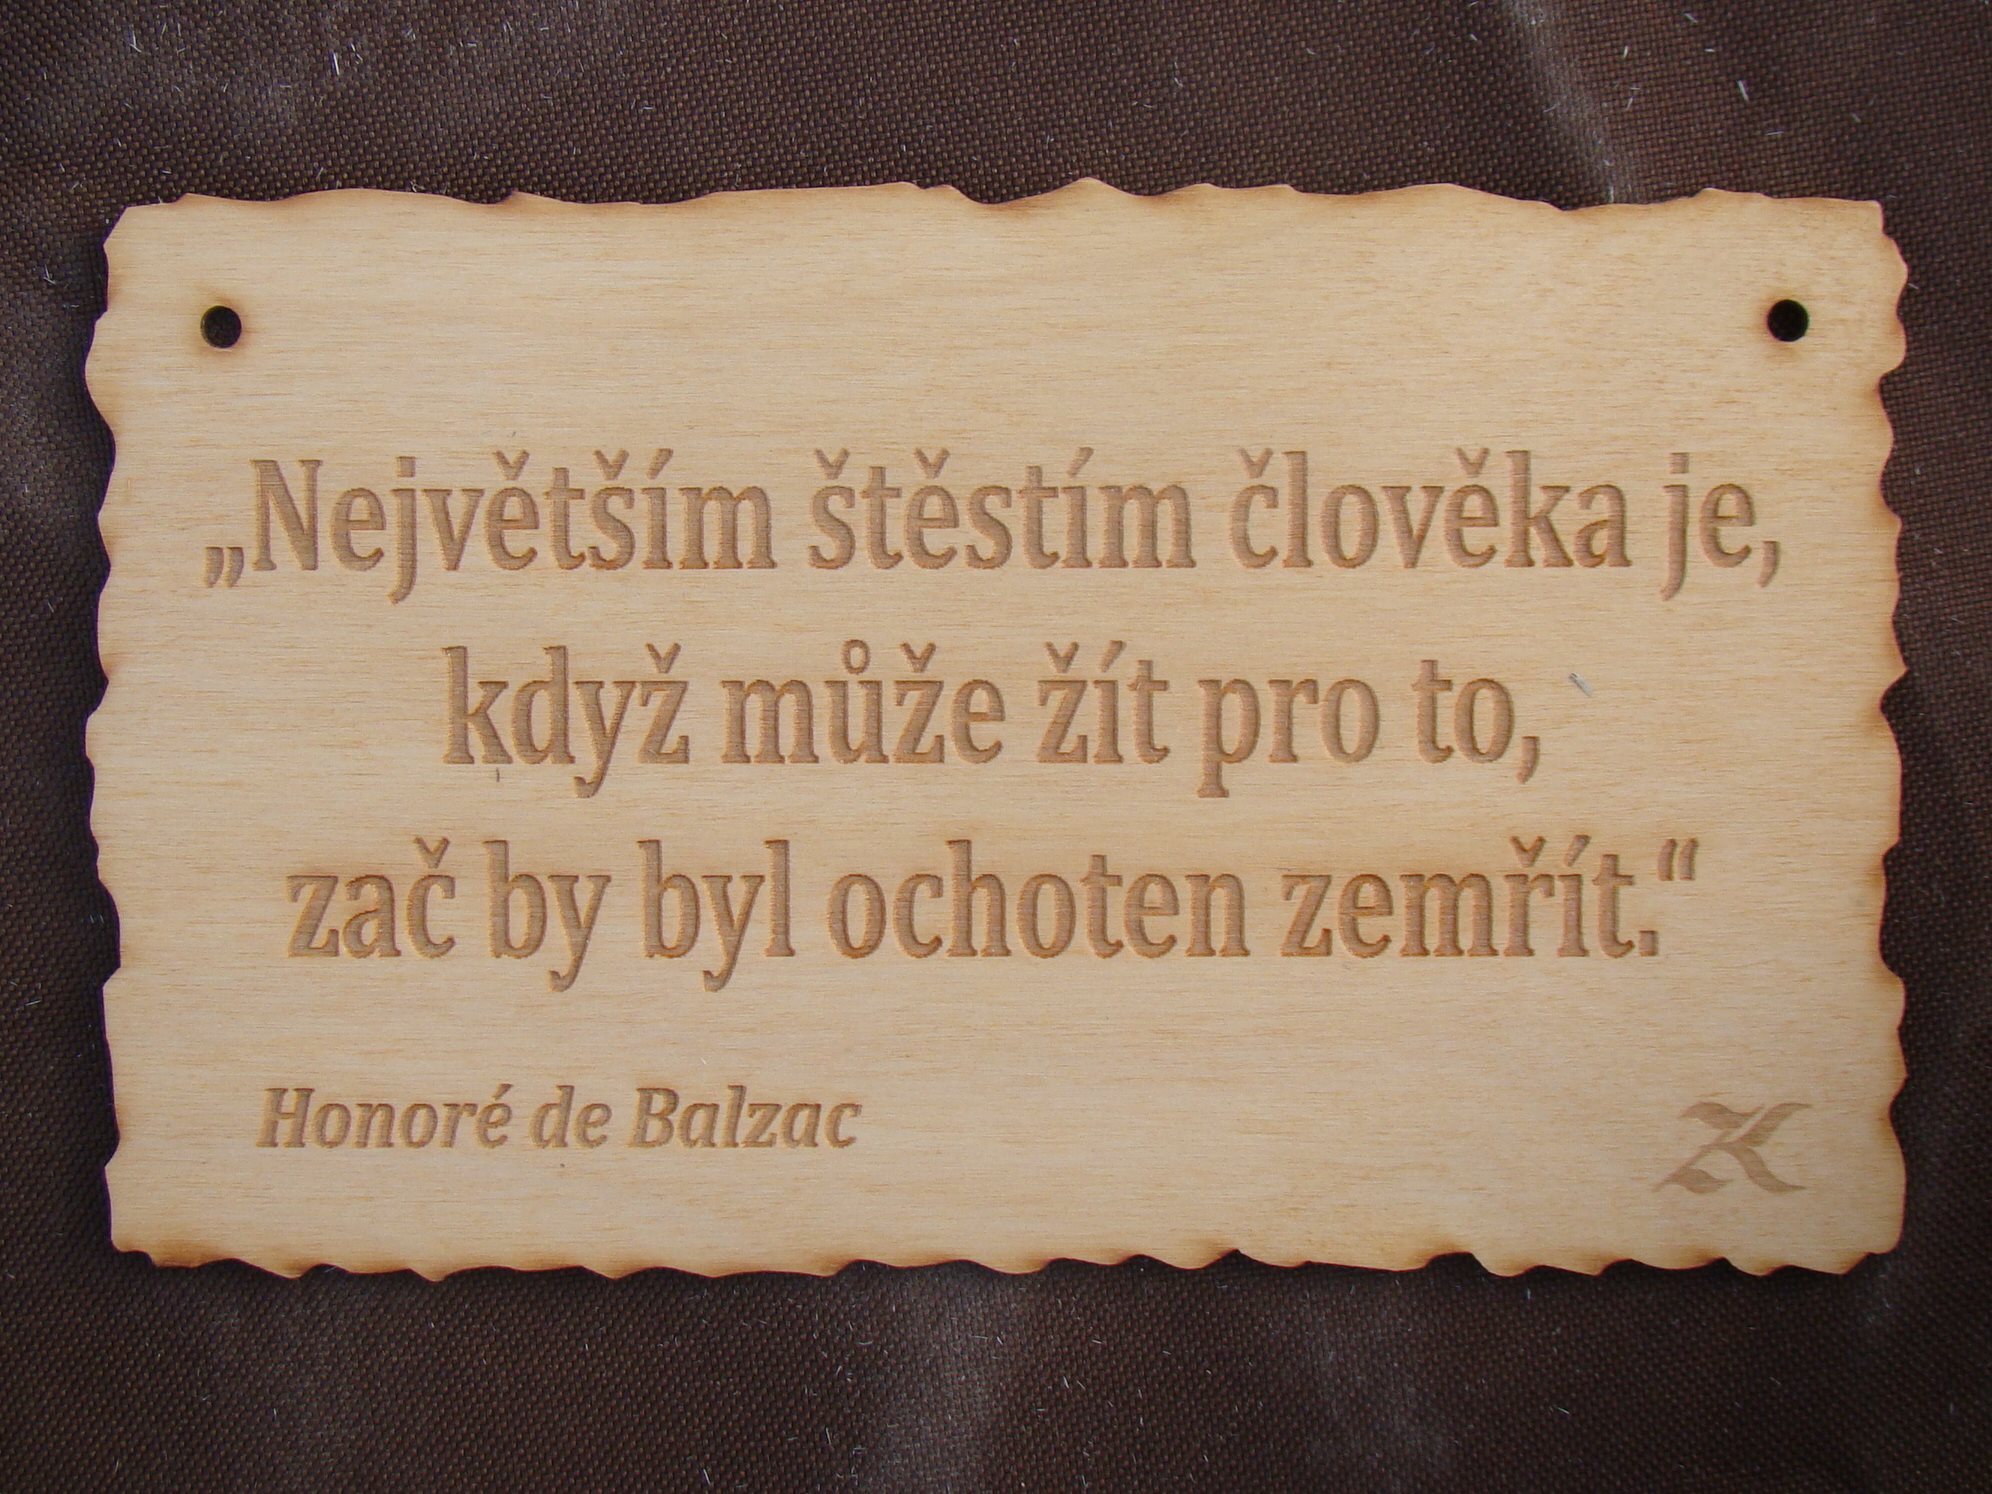 „Největším štěstím člověka je,
když může žít pro to,
zač by byl ochoten zemřít.“
Honoré de Balzac
K